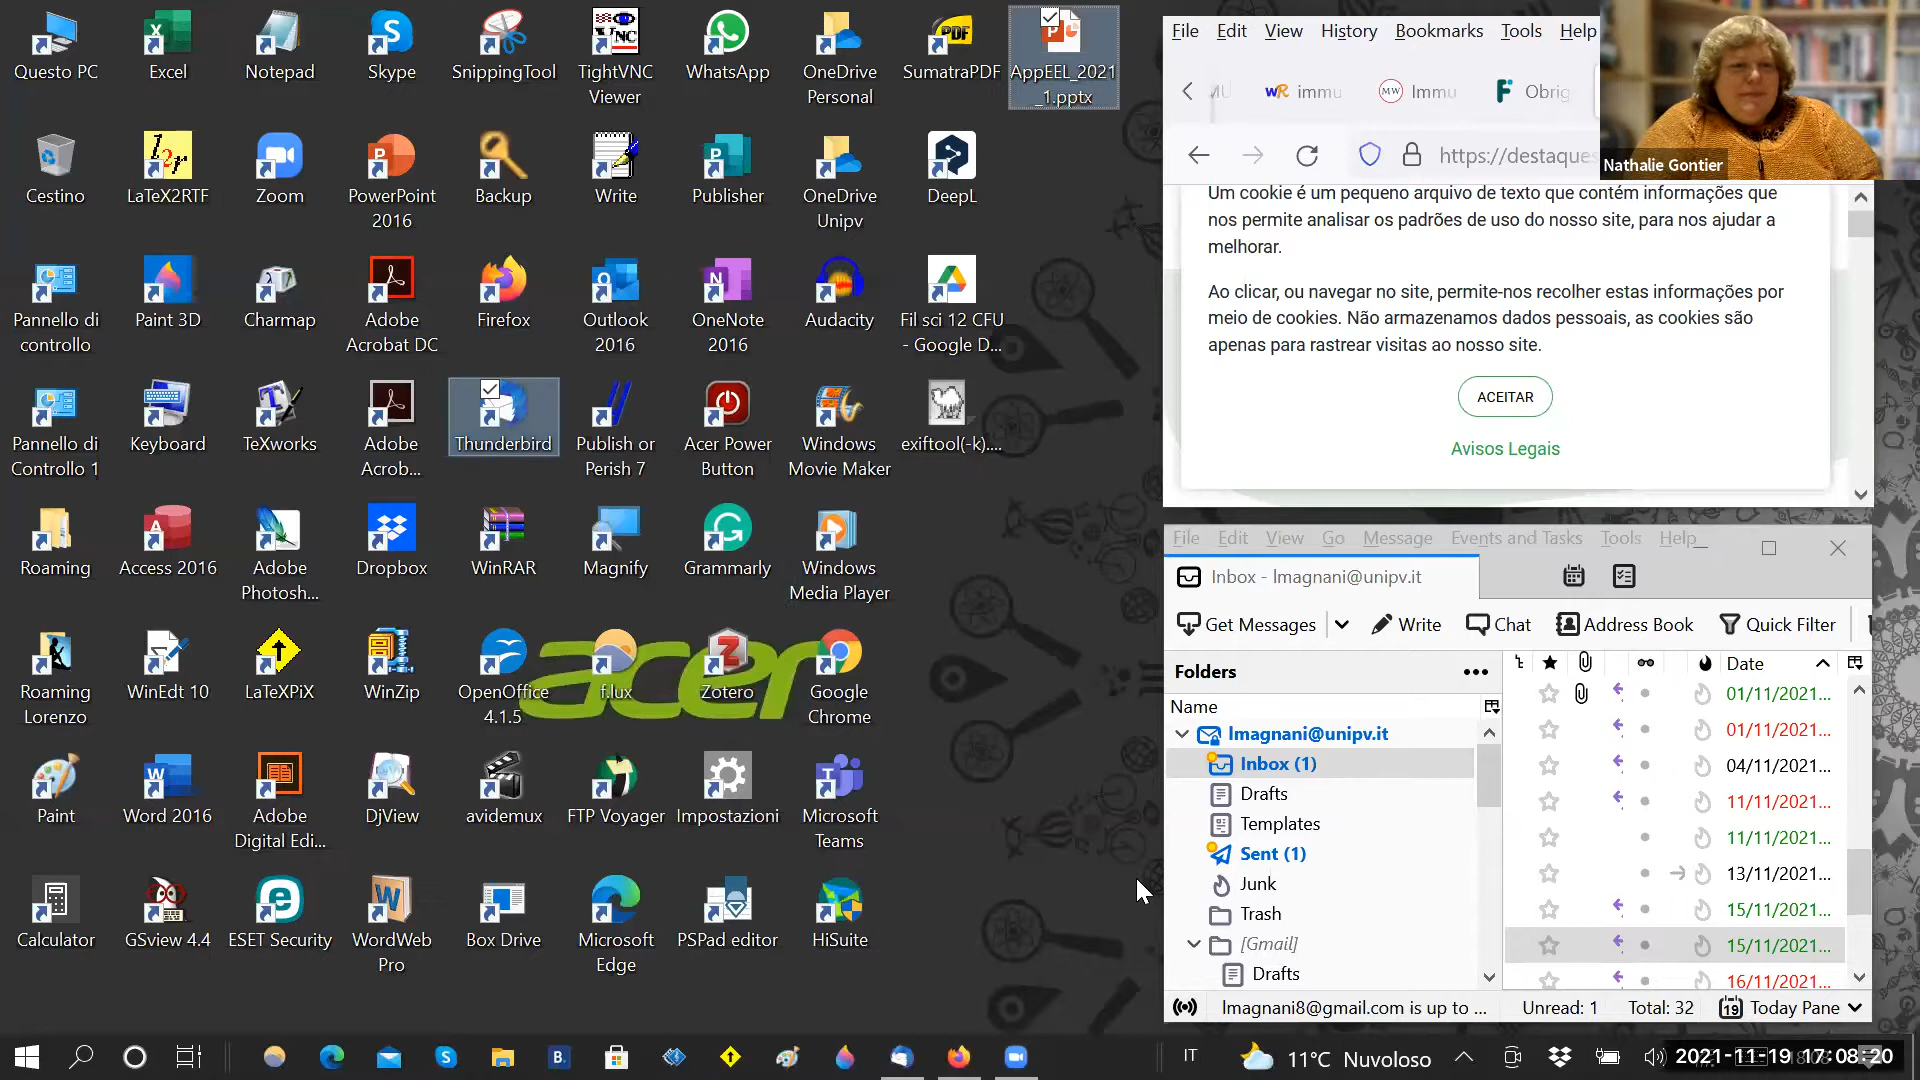 Questo PC
Excel
Notepad
Skype
SnippingTool
TightVNC
Viewer
WhatsApp
OneDrive
Personal
SumatraPDF
AppEEL_2021
_1.pptx
Cestino
LaTeX2RTF
Zoom
PowerPoint
2016
Backup
Write
Publisher
OneDrive
Unipv
DeepL
Pannello di
controllo
Paint 3D
Charmap
Adobe
Acrobat DC
Firefox
Outlook
2016
OneNote
2016
Audacity
Fil sci 12 CFU
- Google D...
Pannello di
Controllo 1
Keyboard
TeXworks
Adobe
Acrob...
Thunderbird
Publish or
Perish 7
Acer Power
Button
Windows
Movie Maker
exiftool(-k)....
Roaming
Access 2016
Adobe
Photosh...
Dropbox
WinRAR
Magnify
Grammarly
Windows
Media Player
Roaming
Lorenzo
WinEdt 10
LaTeXPiX
WinZip
OpenOffice
4.1.5
f.lux
Zotero
Google
Chrome
acer
Paint
Word 2016
Adobe
Digital Edi...
DjView
avidemux
FTP Voyager
Impostazioni
Microsoft
Teams
Calculator
GSview 4.4
ESET Security
WordWeb
Pro
Box Drive
Microsoft
Edge
PSPad editor
HiSuite
File Edit View History Bookmarks Tools Help
immu
Immu
Obrig
https://destaques
Nathalie Gontier
Um cookie é um pequeno arquivo de texto que contém informações que
nos permite analisar os padrões de uso do nosso site, para nos ajudar a
melhorar.
Ao clicar, ou navegar no site, permite-nos recolher estas informações por
meio de cookies. Não armazenamos dados pessoais, as cookies são
apenas para rastrear visitas ao nosso site.
ACEITAR
Avisos Legais
File Edit View Go Message Events and Tasks Tools Help
Inbox - lmagnani@unipv.it
Get Messages Write Chat Address Book Quick Filter
Folders
Name
lmagnani@unipv.it
Inbox (1)
Drafts
Templates
Sent (1)
Junk
Trash
[Gmail]
Drafts
Date
01/11/2021...
01/11/2021...
04/11/2021...
11/11/2021...
11/11/2021...
13/11/2021...
15/11/2021...
15/11/2021...
16/11/2021...
lmagnani8@gmail.com is up to ... Unread: 1 Total: 32 19 Today Pane
IT 11°C Nuvoloso 2021-11-19 17:08:20